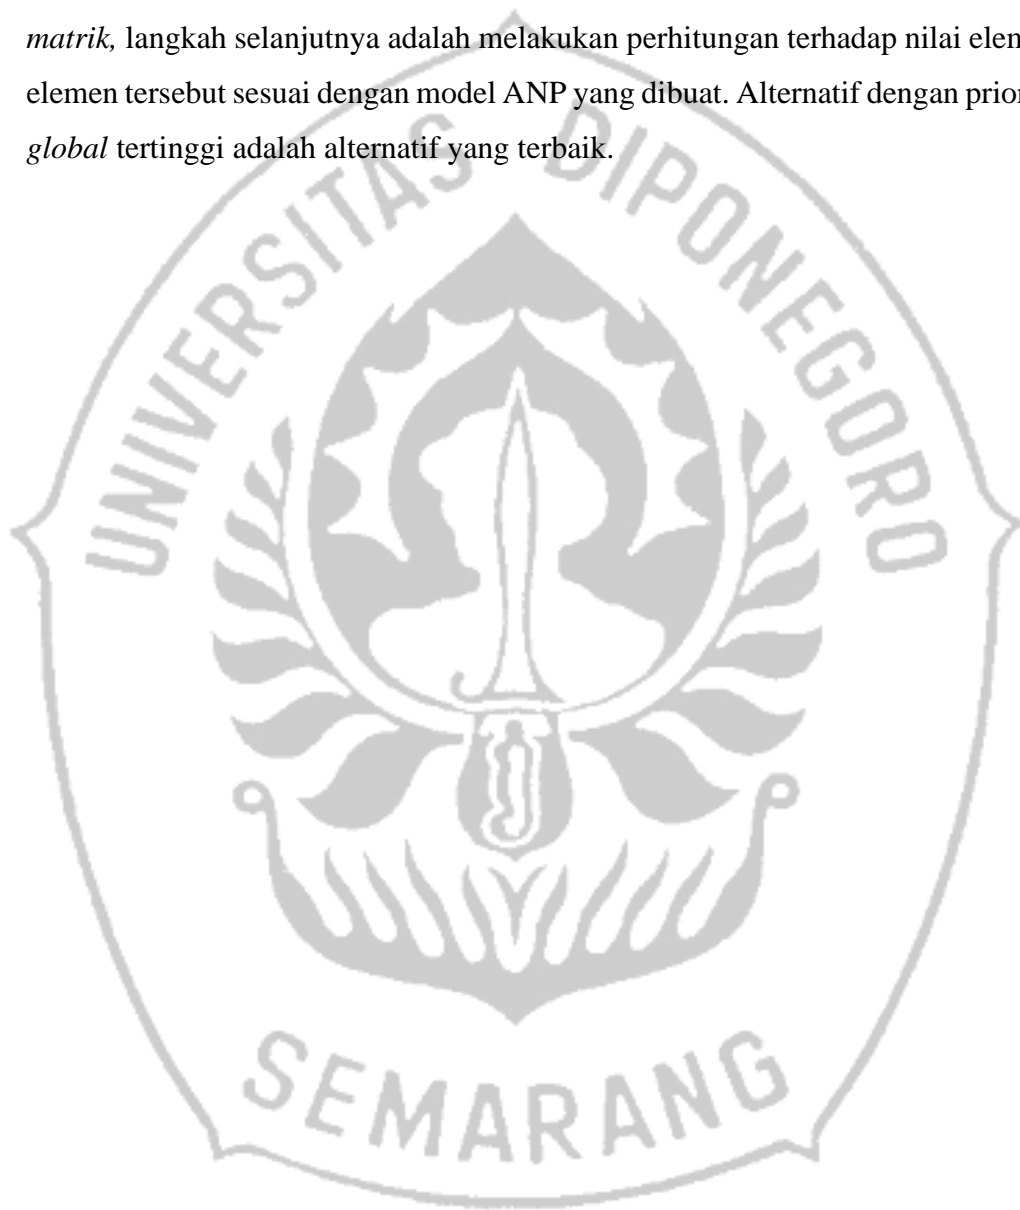 matrik, langkah selanjutnya adalah melakukan perhitungan terhadap nilai elem
elemen tersebut sesuai dengan model ANP yang dibuat. Alternatif dengan prior
global tertinggi adalah alternatif yang terbaik.
UNIVERSITAS DIPONEGORO
SEMARANG